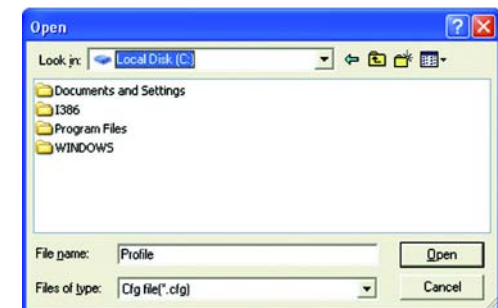 Open
Look in: Local Disk (C:)
Documents and Settings
I386
Program Files
WINDOWS
File name: Profile Open
Files of type: Cfg file(*.cfg) Cancel